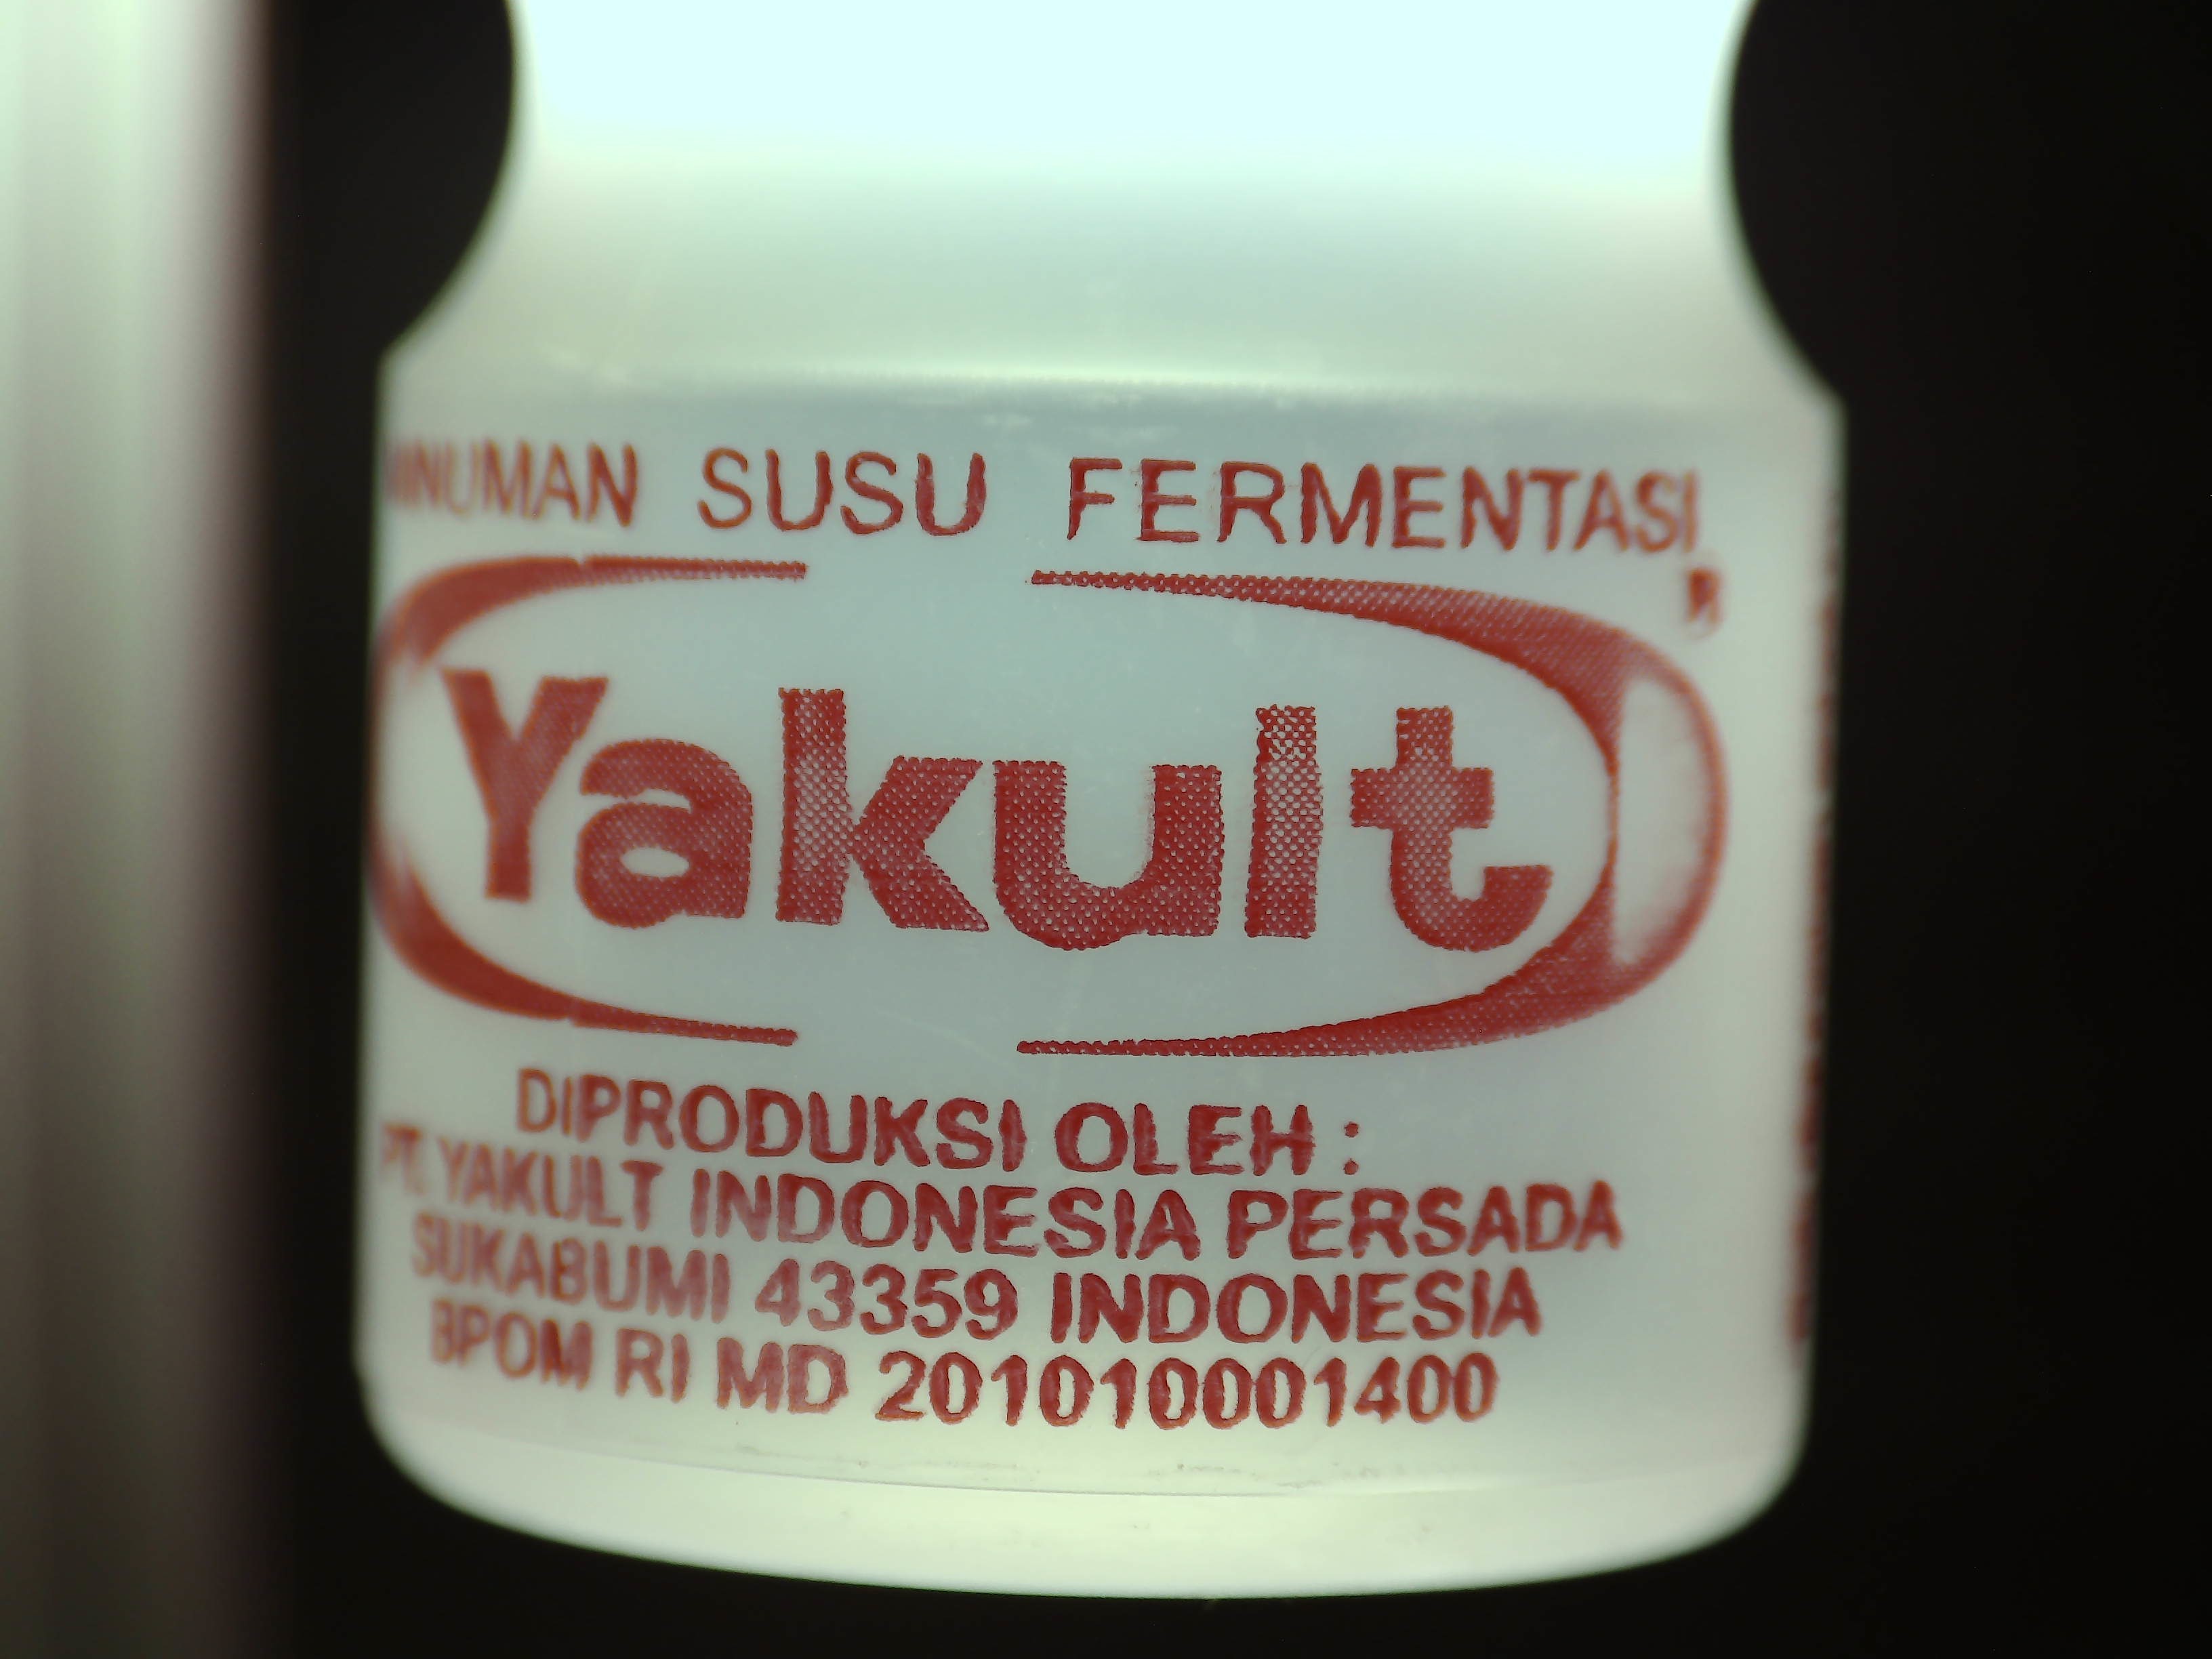 MINUMAN SUSU FERMENTASI
Yakult ®
DIPRODUKSI OLEH :
PT. YAKULT INDONESIA PERSADA
SUKABUMI 43359 INDONESIA
BPOM RI MD 201010001400